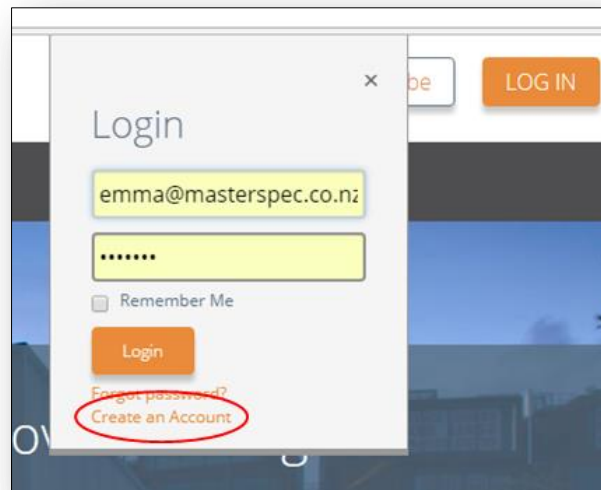 be
LOG IN
×
Login
emma@masterspec.co.nz
•••••••
Remember Me
Login
Forgot password?
Create an Account